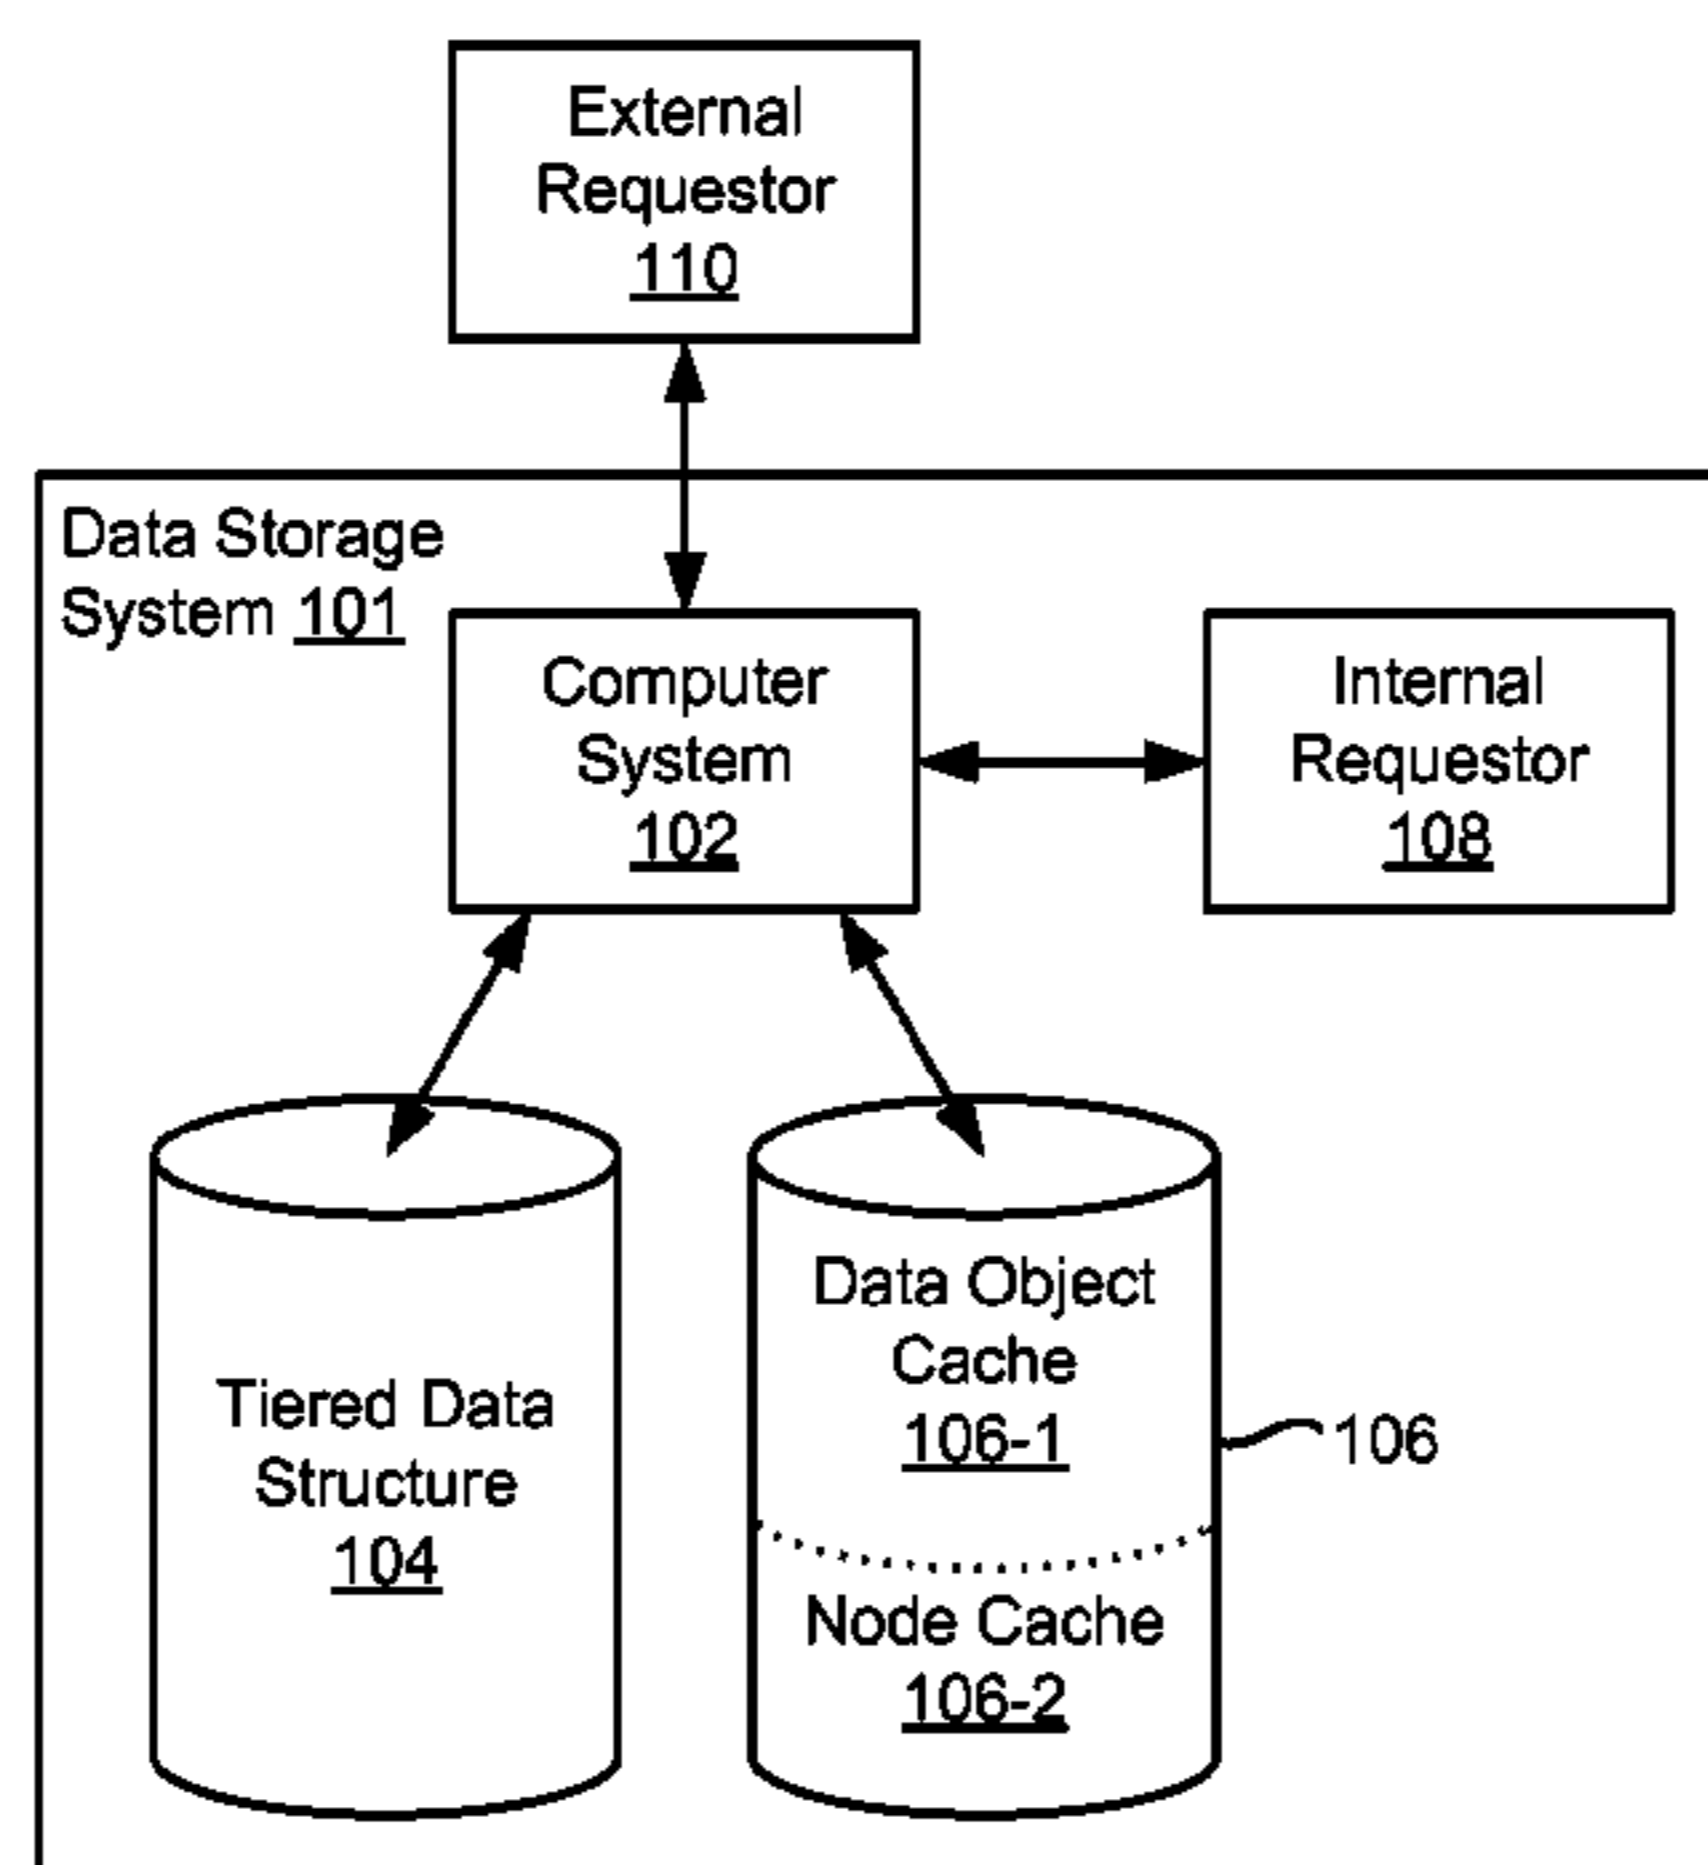 External
Requestor
110
Data Storage
System 101
Computer
System
102
Internal
Requestor
108
Tiered Data
Structure
104
Data Object
Cache
106-1
106
Node Cache
106-2